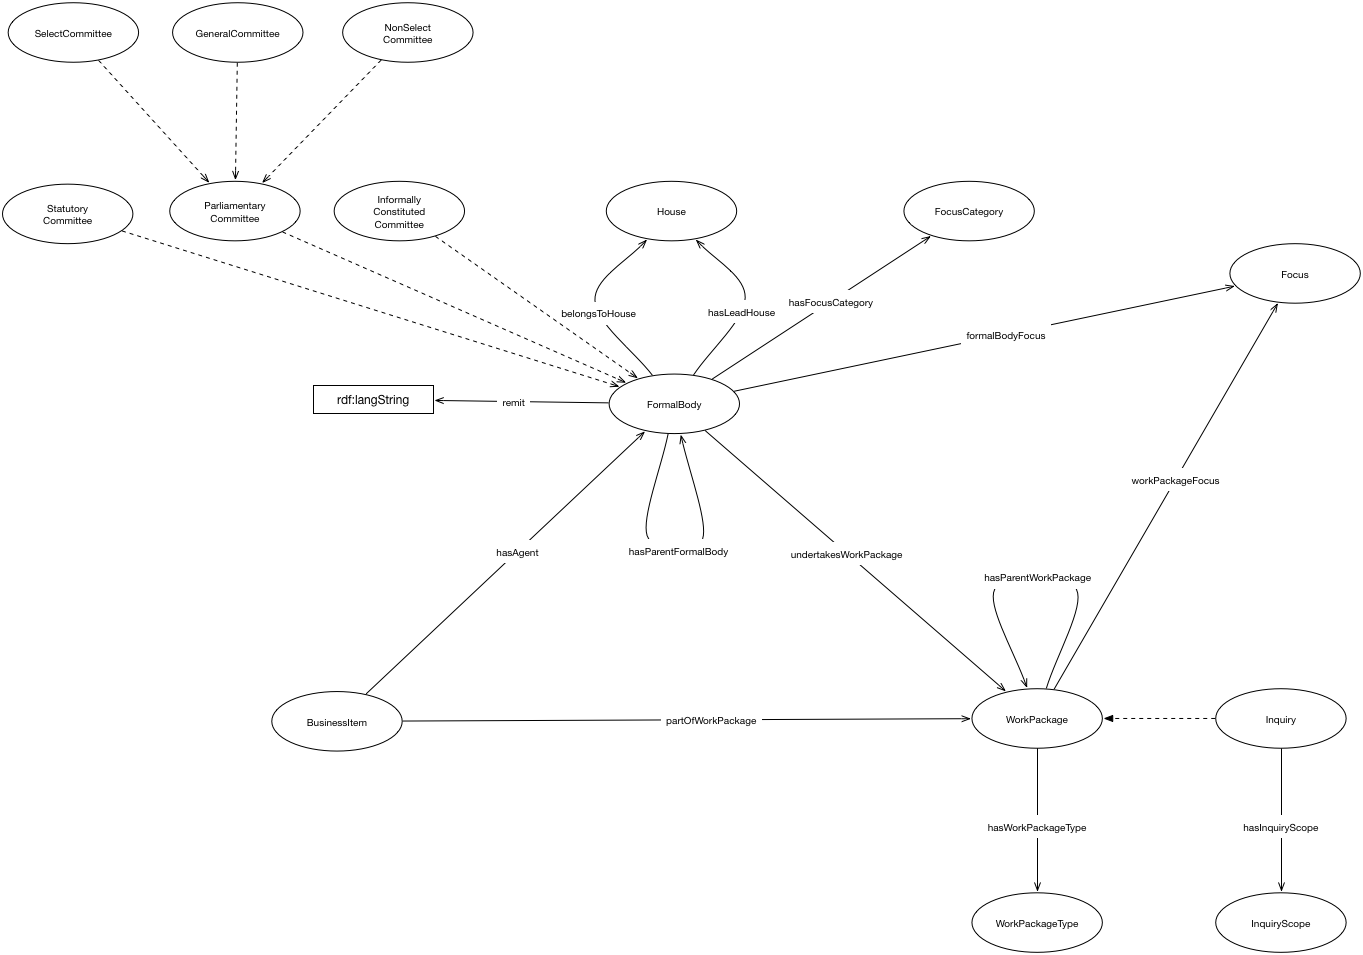 SelectCommittee
GeneralCommittee
NonSelect
Committee
Statutory
Committee
Parliamentary
Committee
Informally
Constituted
Committee
House
FocusCategory
Focus
belongsToHouse
hasLeadHouse
hasFocusCategory
formalBodyFocus
rdf:langString
remit
FormalBody
workPackageFocus
hasAgent
hasParentFormalBody
undertakesWorkPackage
hasParentWorkPackage
BusinessItem
partOfWorkPackage
WorkPackage
Inquiry
hasWorkPackageType
hasInquiryScope
WorkPackageType
InquiryScope